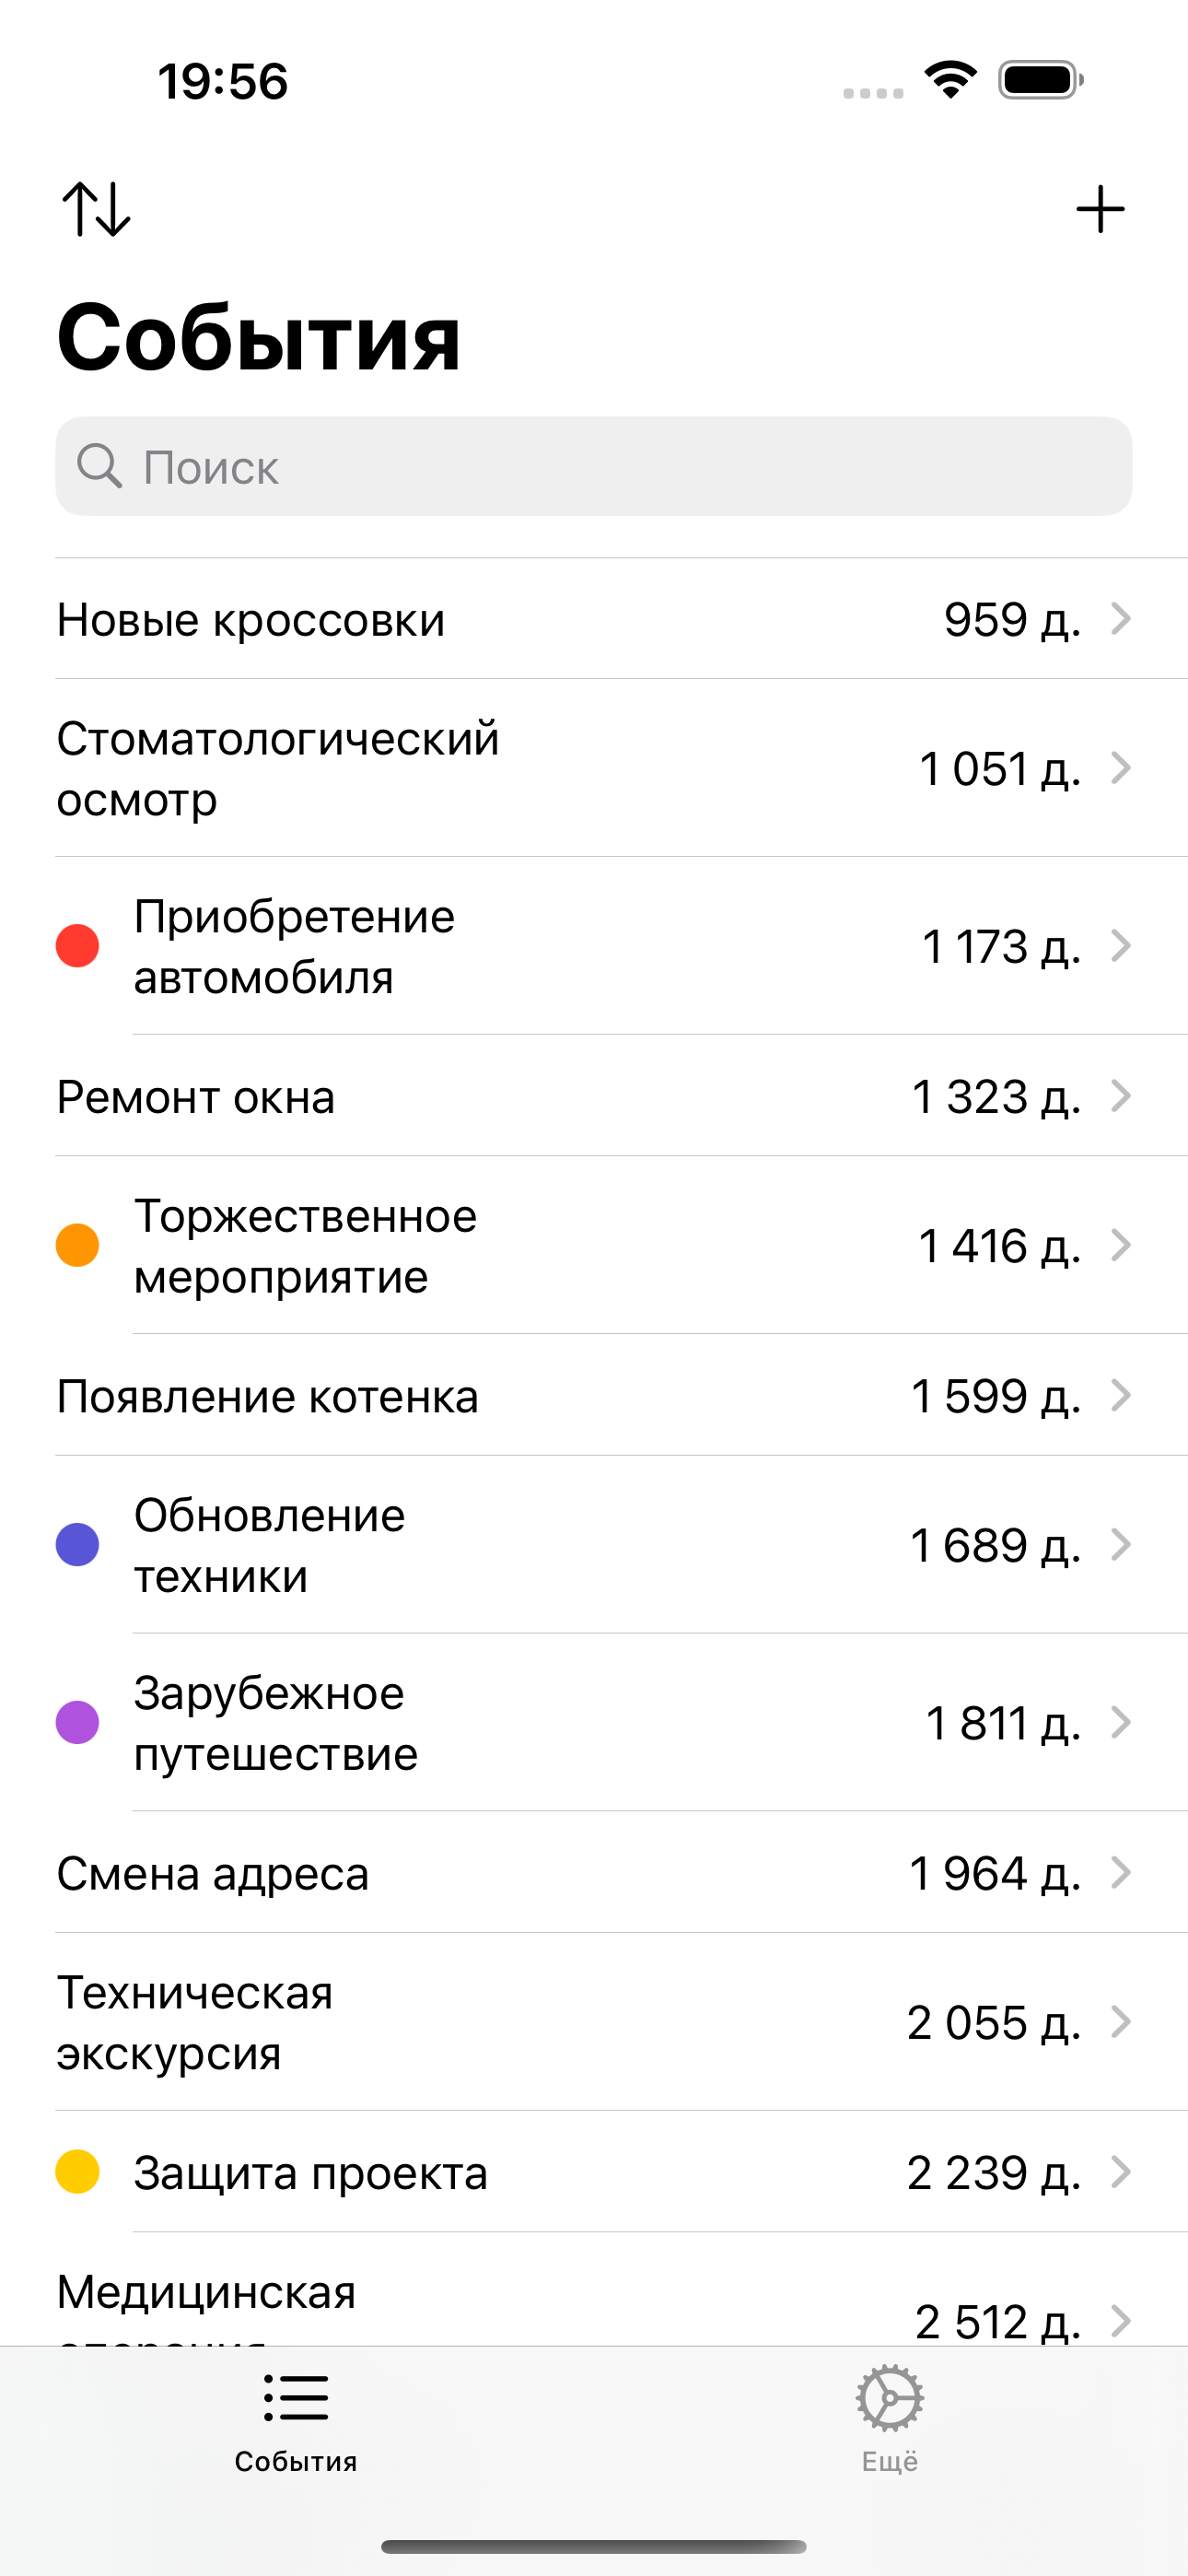 19:56
События
Поиск
Новые кроссовки 959 д.
Стоматологический
осмотр
1 051 д.
Приобретение
автомобиля
1 173 д.
Ремонт окна 1 323 д.
Торжественное
мероприятие
1 416 д.
Появление котенка 1 599 д.
Обновление
техники
1 689 д.
Зарубежное
путешествие
1 811 д.
Смена адреса 1 964 д.
Техническая
экскурсия
2 055 д.
Защита проекта 2 239 д.
Медицинская
2 512 д.
События
Ещё